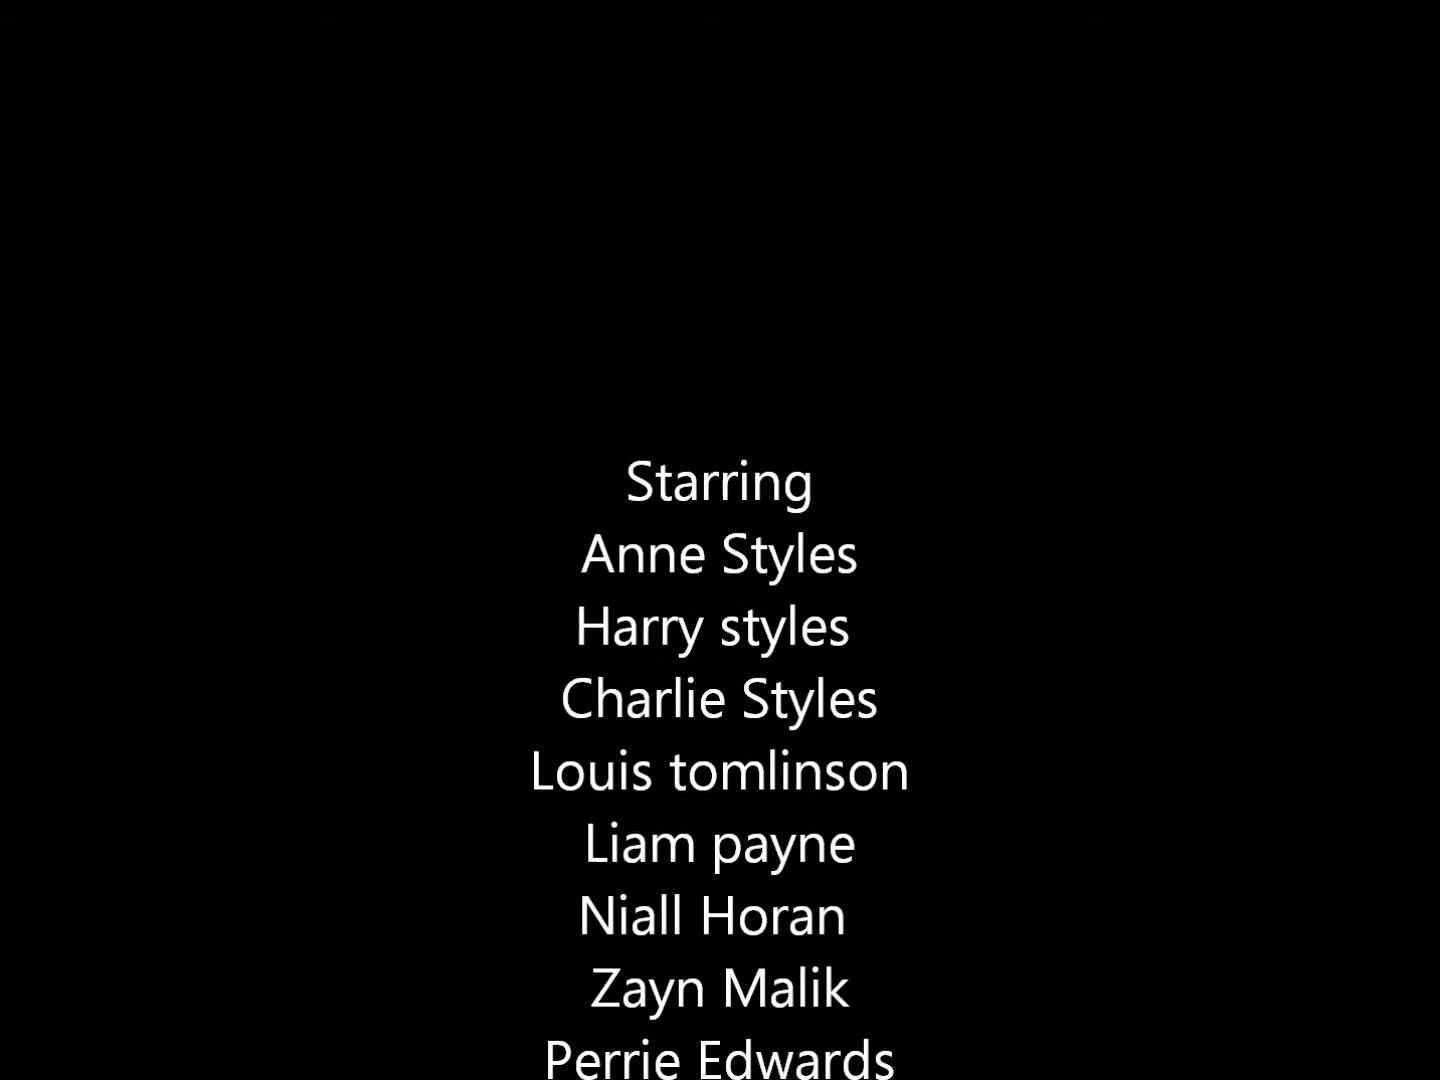 Starring
Anne Styles
Harry styles
Charlie Styles
Louis tomlinson
Liam payne
Niall Horan
Zayn Malik
Perrie Edwards